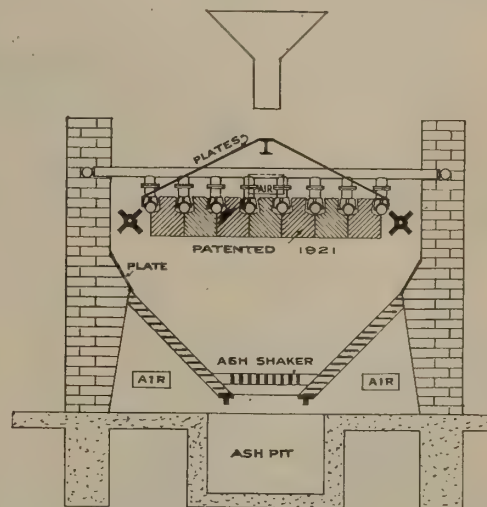 PLATES
AIR
PATENTED 1921
PLATE
ASH SHAKER
AIR
AIR
ASH PIT